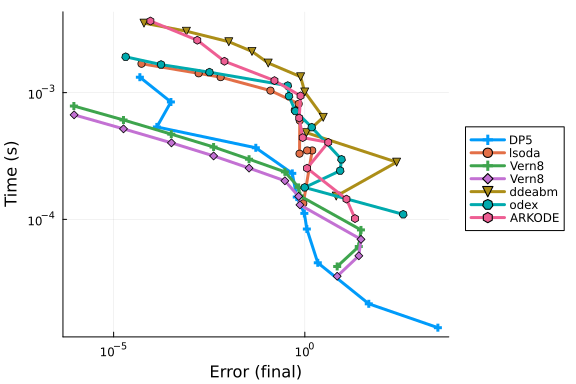 Time (s)
10⁻³
10⁻⁴
10⁻⁵
10⁰
Error (final)
DP5
lsoda
Vern8
Vern8
ddeabm
odex
ARKODE